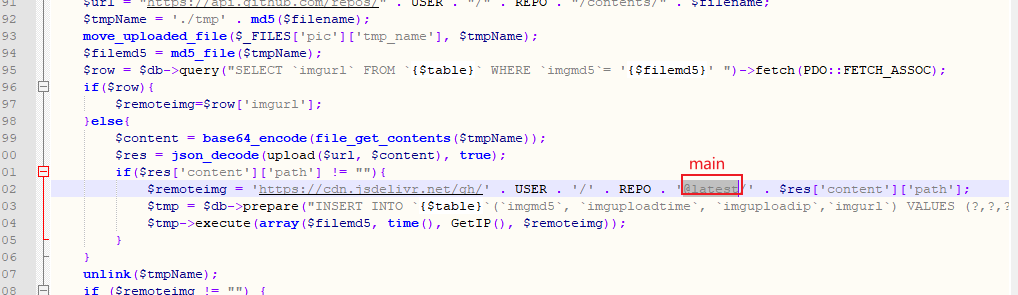 91 $url = "https://api.github.com/repos/" . USER . "/" . REPO . "/contents/" . $filename;
92 $tmpName = './tmp' . md5($filename);
93 move_uploaded_file($_FILES['pic']['tmp_name'], $tmpName);
94 $filemd5 = md5_file($tmpName);
95 $row = $db->query("SELECT `imgurl` FROM `{$table}` WHERE `imgmd5`= '{$filemd5}' ")->fetch(PDO::FETCH_ASSOC);
96 if($row){
97 $remoteimg=$row['imgurl'];
98 }else{
99 $content = base64_encode(file_get_contents($tmpName));
00 $res = json_decode(upload($url, $content), true);
main
01 if($res['content']['path'] != ""){
02 $remoteimg = 'https://cdn.jsdelivr.net/gh/' . USER . '/' . REPO . '@latest/' . $res['content']['path'];
03 $tmp = $db->prepare("INSERT INTO `{$table}`(`imgmd5`, `imguploadtime`, `imguploadip`,`imgurl`) VALUES (?,?,?
04 $tmp->execute(array($filemd5, time(), GetIP(), $remoteimg));
05 }
06 }
07 unlink($tmpName);
08 if ($remoteimg != "") {